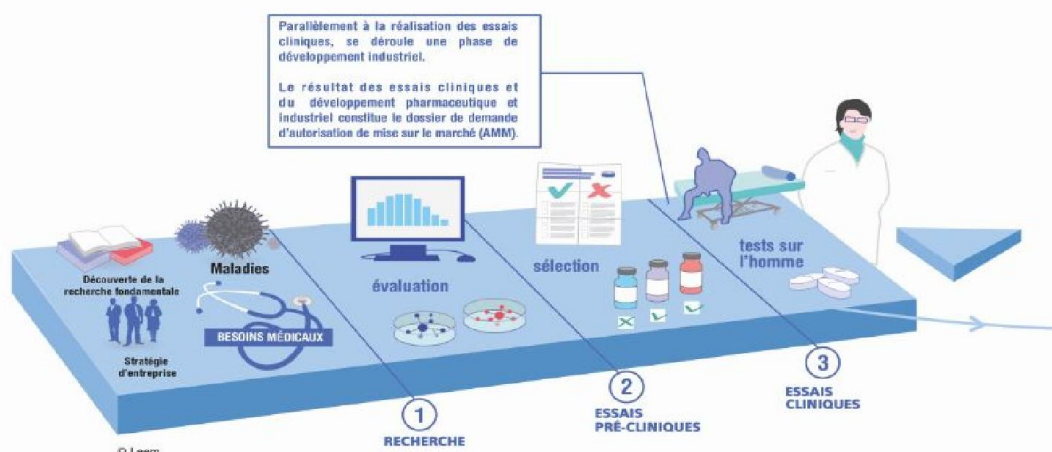 Parallèlement à la réalisation des essais
cliniques, se déroule une phase de
développement industriel.
Le résultat des essais cliniques et
du développement pharmaceutique et
industriel constitue le dossier de demande
d'autorisation de mise sur le marché (AMM).
Découverte de la
recherche fondamentale
Maladies
BESOINS MÉDICAUX
Stratégie
d'entreprise
évaluation
sélection
tests sur
l'homme
1
RECHERCHE
2
ESSAIS
PRÉ-CLINIQUES
3
ESSAIS
CLINIQUES
© Leem